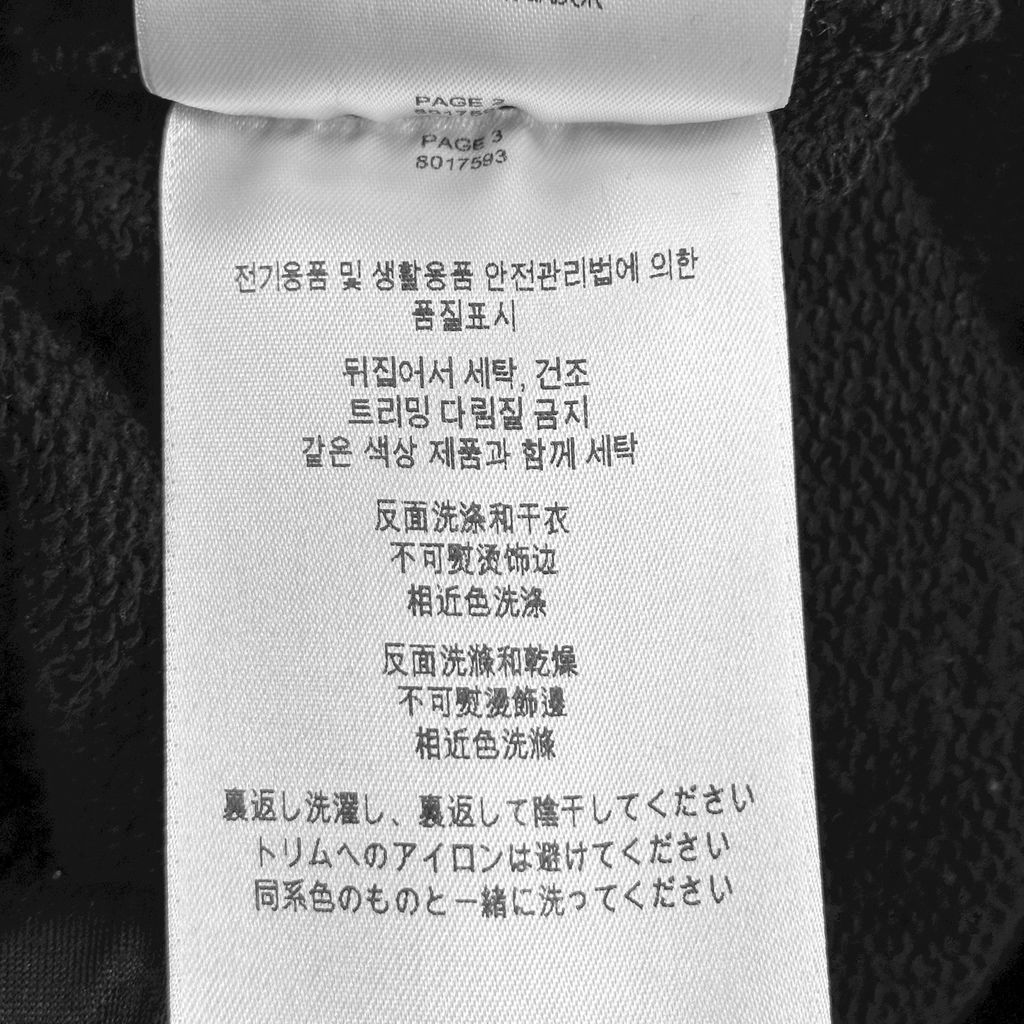 PAGE 2
PAGE 3
8017593
전기용품 및 생활용품 안전관리법에 의한
품질표시
뒤집어서 세탁, 건조
트리밍 다림질 금지
같은 색상 제품과 함께 세탁
反面洗涤和干衣
不可熨烫饰边
相近色洗涤
反面洗滌和乾燥
不可熨燙飾邊
相近色洗滌
裏返し洗濯し、裏返して陰干してください
トリムへのアイロンは避けてください
同系色のものと一緒に洗ってください